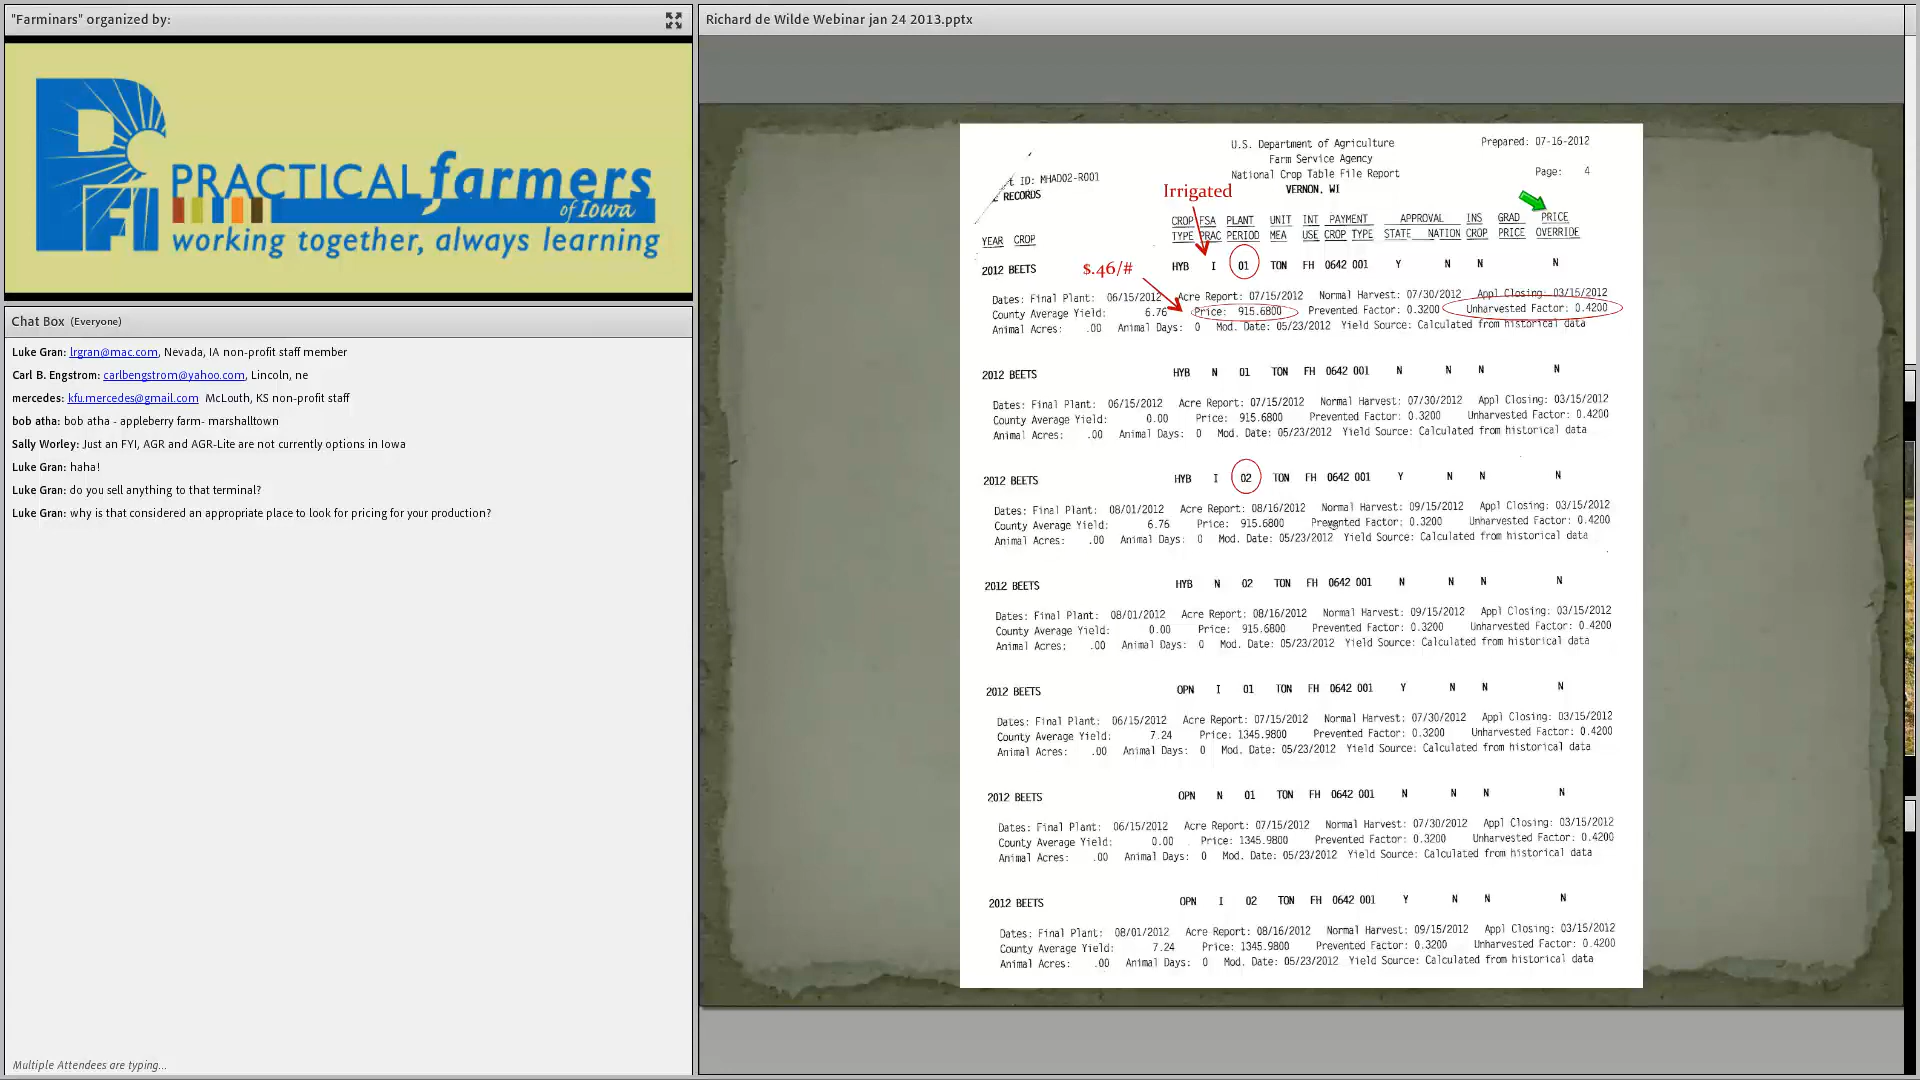 "Farminars" organized by:
PFI
PRACTICAL farmers
of Iowa
working together, always learning
Chat Box (Everyone)
Luke Gran: lrgran@mac.com, Nevada, IA non-profit staff member
Carl B. Engstrom: carlbengstrom@yahoo.com, Lincoln, ne
mercedes: kfu.mercedes@gmail.com McLouth, KS non-profit staff
bob atha: bob atha - appleberry farm- marshalltown
Sally Worley: Just an FYI, AGR and AGR-Lite are not currently options in Iowa
Luke Gran: haha!
Luke Gran: do you sell anything to that terminal?
Luke Gran: why is that considered an appropriate place to look for pricing for your production?
Multiple Attendees are typing...
Richard de Wilde Webinar jan 24 2013.pptx
U.S. Department of Agriculture Prepared: 07-16-2012
Farm Service Agency
ID: MHAD02-R001 National Crop Table File Report Page: 4
RECORDS Irrigated VERNON, WI
CROP FSA PLANT UNIT INT PAYMENT APPROVAL INS GRAD PRICE
YEAR CROP TYPE PRAC PERIOD MEA USE CROP TYPE STATE NATION CROP PRICE OVERRIDE
2012 BEETS $.46/# HYB I 01 TON FH 0642 001 Y N N N
Dates: Final Plant: 06/15/2012 Acre Report: 07/15/2012 Normal Harvest: 07/30/2012 Appl Closing: 03/15/2012
County Average Yield: 6.76 Price: 915.6800 Prevented Factor: 0.3200 Unharvested Factor: 0.4200
Animal Acres: .00 Animal Days: 0 Mod. Date: 05/23/2012 Yield Source: Calculated from historical data
2012 BEETS HYB N 01 TON FH 0642 001 N N N N
Dates: Final Plant: 06/15/2012 Acre Report: 07/15/2012 Normal Harvest: 07/30/2012 Appl Closing: 03/15/2012
County Average Yield: 0.00 Price: 915.6800 Prevented Factor: 0.3200 Unharvested Factor: 0.4200
Animal Acres: .00 Animal Days: 0 Mod. Date: 05/23/2012 Yield Source: Calculated from historical data
2012 BEETS HYB I 02 TON FH 0642 001 Y N N N
Dates: Final Plant: 08/01/2012 Acre Report: 08/16/2012 Normal Harvest: 09/15/2012 Appl Closing: 03/15/2012
County Average Yield: 6.76 Price: 915.6800 Prevented Factor: 0.3200 Unharvested Factor: 0.4200
Animal Acres: .00 Animal Days: 0 Mod. Date: 05/23/2012 Yield Source: Calculated from historical data
2012 BEETS HYB N 02 TON FH 0642 001 N N N N
Dates: Final Plant: 08/01/2012 Acre Report: 08/16/2012 Normal Harvest: 09/15/2012 Appl Closing: 03/15/2012
County Average Yield: 0.00 Price: 915.6800 Prevented Factor: 0.3200 Unharvested Factor: 0.4200
Animal Acres: .00 Animal Days: 0 Mod. Date: 05/23/2012 Yield Source: Calculated from historical data
2012 BEETS OPN I 01 TON FH 0642 001 Y N N N
Dates: Final Plant: 06/15/2012 Acre Report: 07/15/2012 Normal Harvest: 07/30/2012 Appl Closing: 03/15/2012
County Average Yield: 7.24 Price: 1345.9800 Prevented Factor: 0.3200 Unharvested Factor: 0.4200
Animal Acres: .00 Animal Days: 0 Mod. Date: 05/23/2012 Yield Source: Calculated from historical data
2012 BEETS OPN N 01 TON FH 0642 001 N N N N
Dates: Final Plant: 06/15/2012 Acre Report: 07/15/2012 Normal Harvest: 07/30/2012 Appl Closing: 03/15/2012
County Average Yield: 0.00 Price: 1345.9800 Prevented Factor: 0.3200 Unharvested Factor: 0.4200
Animal Acres: .00 Animal Days: 0 Mod. Date: 05/23/2012 Yield Source: Calculated from historical data
2012 BEETS OPN I 02 TON FH 0642 001 Y N N N
Dates: Final Plant: 08/01/2012 Acre Report: 08/16/2012 Normal Harvest: 09/15/2012 Appl Closing: 03/15/2012
County Average Yield: 7.24 Price: 1345.9800 Prevented Factor: 0.3200 Unharvested Factor: 0.4200
Animal Acres: .00 Animal Days: 0 Mod. Date: 05/23/2012 Yield Source: Calculated from historical data